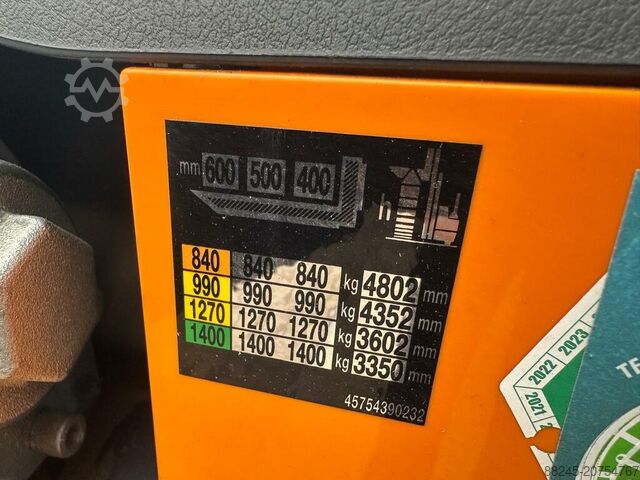 mm 600 500 400
h
840 840 840 kg 4802 mm
990 990 990 kg 4352 mm
1270 1270 1270 kg 3602 mm
1400 1400 1400 kg 3350 mm
45754390232
2023
2022
2021
TE
88245-20754767